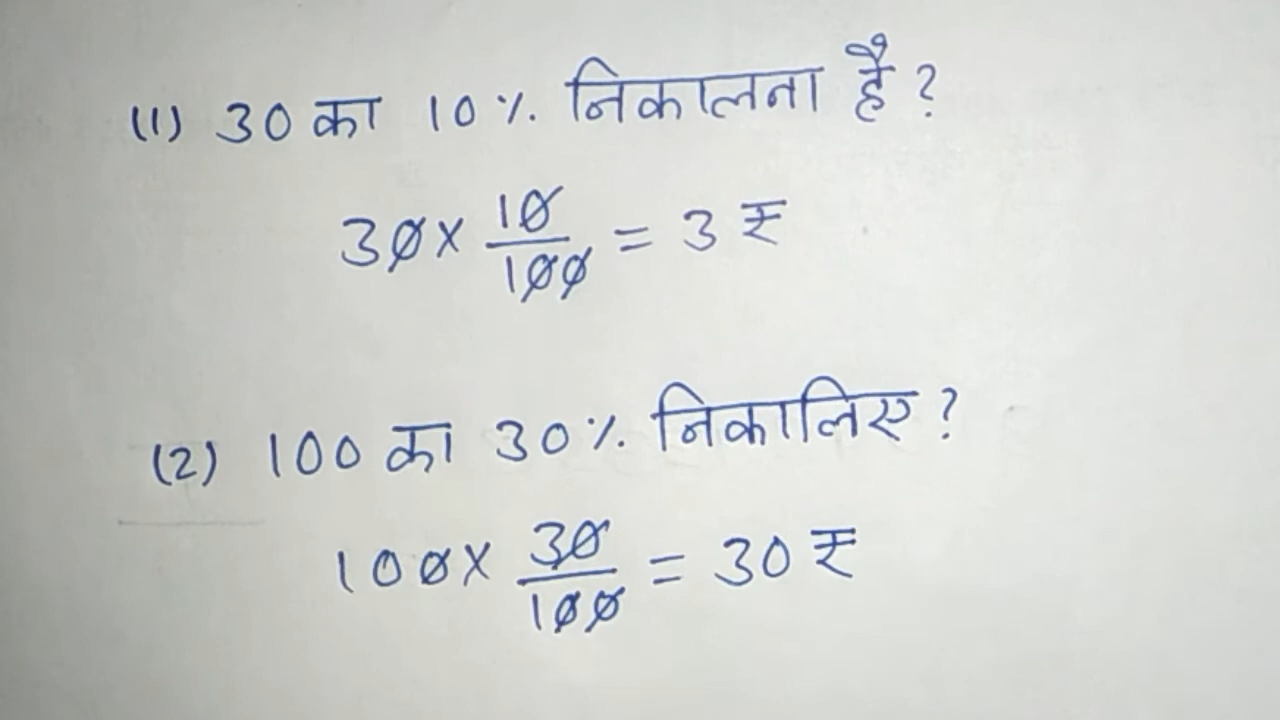 (1) 30 का 10 % निकालना है ?
30 × 10/100 = 3 ₹
(2) 100 का 30 % निकालिए ?
100 × 30/100 = 30 ₹